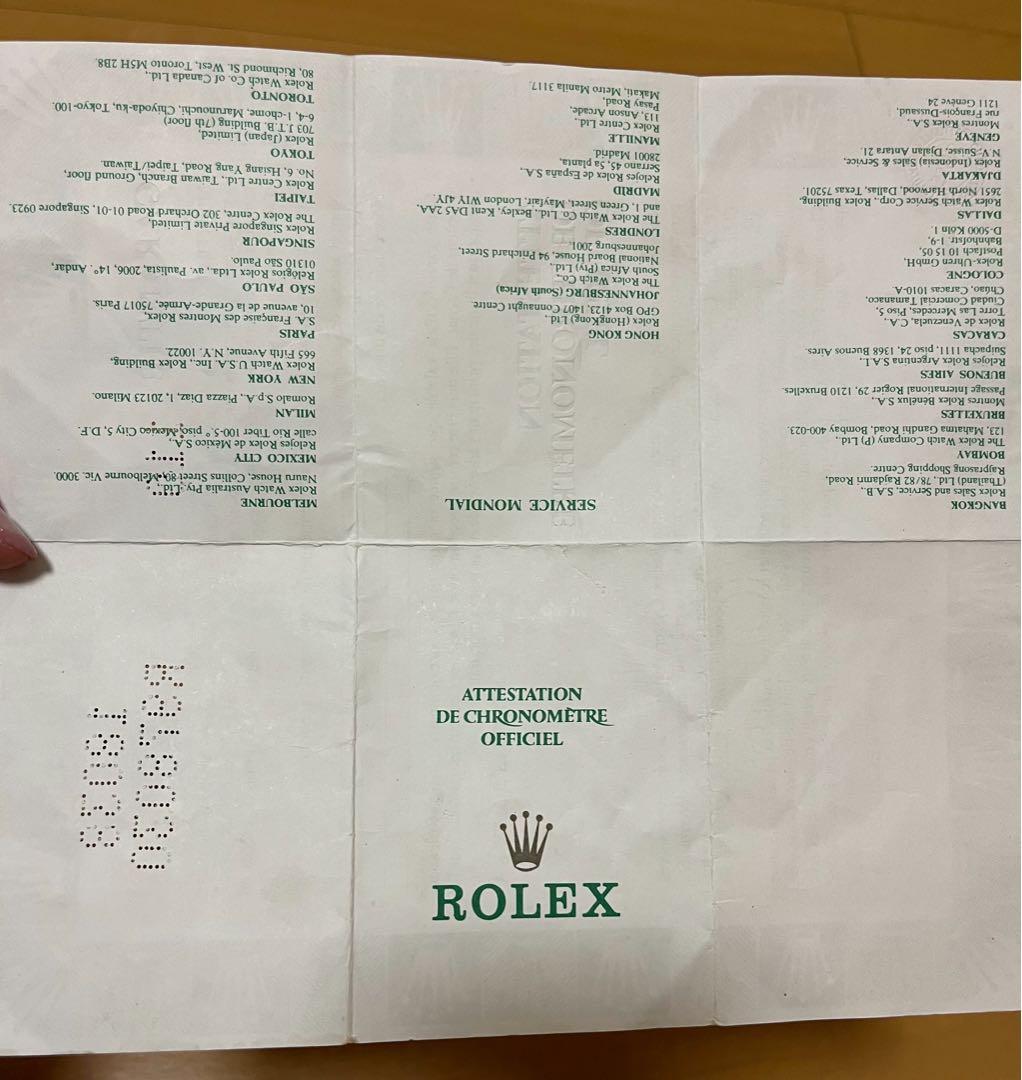 BANGKOK
Rolex Sales and Service, S.A.B.,
(Thailand) Ltd., 78/82 Rajdamri Road,
Raprasong Shopping Centre.
BOMBAY
The Rolex Watch Company (P) Ltd.,
123, Mahatma Gandhi Road, Bombay 400-023.
BRUXELLES
Montres Rolex Bénélux S.A.,
Passage International Rogier 29, 1210 Bruxelles.
BUENOS AIRES
Relojes Rolex Argentina S.A.I.,
Suipacha 1111, piso 24, 1368 Buenos Aires.
CARACAS
Rolex de Venezuela, C.A.,
Torre Las Mercedes, Piso 5,
Ciudad Comercial Tamanaco,
Chúao, Caracas 1010-A.
COLOGNE
Rolex-Uhren GmbH,
Postfach 10 15 05,
Bahnhofstr. 1-9,
D-5000 Köln 1.
DALLAS
Rolex Watch Service Corp., Rolex Building,
2651 North Harwood, Dallas, Texas 75201.
DJAKARTA
Rolex (Indonesia) Sales & Service,
N.V.-Suisse, Djalan Antara 21.
GENÈVE
Montres Rolex S.A.,
rue François-Dussaud,
1211 Genève 24
SERVICE MONDIAL
HONG KONG
Rolex (HongKong) Ltd.,
GPO Box 4123, 1407 Connaught Centre
JOHANNESBURG (South Africa)
The Rolex Watch Co.,
South Africa (Pty) Ltd.,
National Board House, 94 Pritchard Street,
Johannesburg 2001.
LONDRES
The Rolex Watch Co. Ltd., Bexley, Kent DA5 2AA
and 1, Green Street, Mayfair, London W1Y 4JY.
MADRID
Relojes Rolex de España S.A.,
Serrano 45, 5a planta,
28001 Madrid.
MANILLE
Rolex Centre Ltd.,
113, Anson Arcade,
Pasay Road,
Makati, Metro Manila 3117.
MELBOURNE
Rolex Watch Australia Pty. Ltd.,
Nauru House, Collins Street 80, Melbourne Vic. 3000.
MEXICO CITY
Relojes Rolex de México S.A.,
calle Río Tiber 100-5.° piso, Mexico City 5, D.F.
MILAN
Romalo S.p.A., Piazza Diaz, 1, 20123 Milano.
NEW YORK
Rolex Watch U.S.A. Inc., Rolex Building,
665 Fifth Avenue, N.Y. 10022.
PARIS
S.A. Française des Montres Rolex,
10, avenue de la Grande-Armée, 75017 Paris.
SÃO PAULO
Relógios Rolex Ltda., av. Paulista, 2006, 14°. Andar,
01310 São Paulo.
SINGAPOUR
Rolex Singapore Private Limited,
The Rolex Centre, 302 Orchard Road 01-01, Singapore 0923.
TAIPEI
Rolex Centre Ltd., Taiwan Branch, Ground floor,
No. 6, Hsiang Yang Road, Taipei/Taiwan.
TOKYO
Rolex (Japan) Limited,
703 J.T.B. Building (7th floor)
6-4, 1-chome, Marunouchi, Chiyoda-ku, Tokyo-100.
TORONTO
Rolex Watch Co. of Canada Ltd.,
80, Richmond St. West, Toronto M5H 2B8.
18038
ATTESTATION
DE CHRONOMÈTRE
OFFICIEL
ROLEX